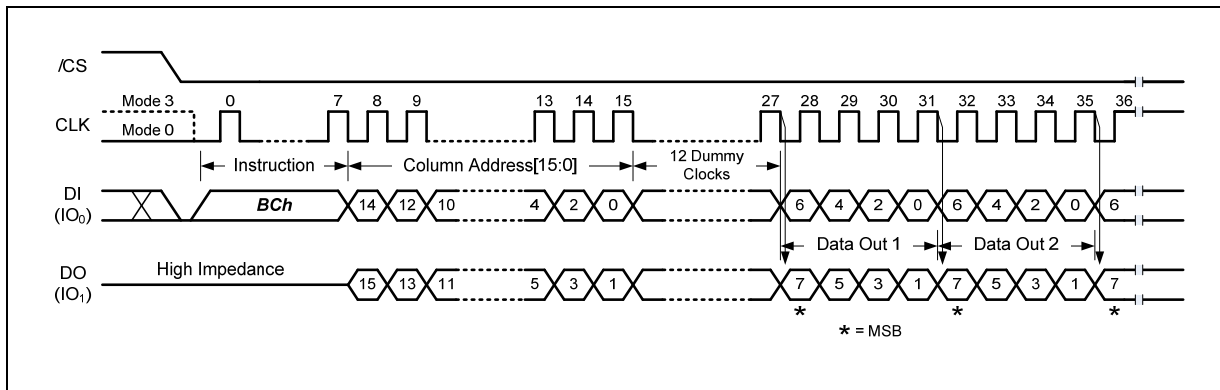 /CS
Mode 3 0 7 8 9 13 14 15 27 28 29 30 31 32 33 34 35 36
CLK
Mode 0
Instruction Column Address[15:0] 12 Dummy
Clocks
DI
(IO0) BCh 14 12 10 4 2 0 6 4 2 0 6 4 2 0 6
Data Out 1 Data Out 2
DO
(IO1) High Impedance 15 13 11 5 3 1 7 5 3 1 7 5 3 1 7
* * *
* = MSB